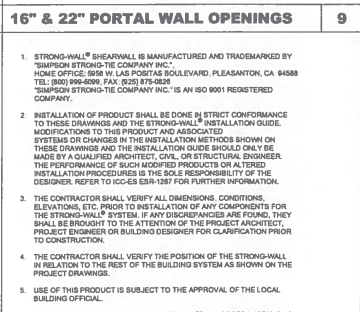 16" & 22" PORTAL WALL OPENINGS
9
1. STRONG-WALL® SHEARWALL IS MANUFACTURED AND TRADEMARKED BY
"SIMPSON STRONG-TIE COMPANY INC.".
HOME OFFICE: 5956 W. LAS POSITAS BOULEVARD, PLEASANTON, CA 94588
TEL: (800) 999-5099, FAX: (925) 875-0826
"SIMPSON STRONG-TIE COMPANY INC." IS AN ISO 9001 REGISTERED
COMPANY.
2. INSTALLATION OF PRODUCT SHALL BE DONE IN STRICT CONFORMANCE
TO THESE DRAWINGS AND THE STRONG-WALL® INSTALLATION GUIDE.
MODIFICATIONS TO THIS PRODUCT AND ASSOCIATED
SYSTEMS OR CHANGES IN THE INSTALLATION METHODS SHOWN ON
THESE DRAWINGS AND THE INSTALLATION GUIDE SHOULD ONLY BE
MADE BY A QUALIFIED ARCHITECT, CIVIL, OR STRUCTURAL ENGINEER.
THE PERFORMANCE OF SUCH MODIFIED PRODUCTS OR ALTERED
INSTALLATION PROCEDURES IS THE SOLE RESPONSIBILITY OF THE
DESIGNER. REFER TO ICC-ES ESR-1267 FOR FURTHER INFORMATION.
3. THE CONTRACTOR SHALL VERIFY ALL DIMENSIONS, CONDITIONS,
ELEVATIONS, ETC. PRIOR TO INSTALLATION OF ANY COMPONENTS FOR
THE STRONG-WALL® SYSTEM. IF ANY DISCREPANCIES ARE FOUND, THEY
SHALL BE BROUGHT TO THE ATTENTION OF THE PROJECT ARCHITECT,
PROJECT ENGINEER OR BUILDING DESIGNER FOR CLARIFICATION PRIOR
TO CONSTRUCTION.
4. THE CONTRACTOR SHALL VERIFY THE POSITION OF THE STRONG-WALL
IN RELATION TO THE REST OF THE BUILDING SYSTEM AS SHOWN ON THE
PROJECT DRAWINGS.
5. USE OF THIS PRODUCT IS SUBJECT TO THE APPROVAL OF THE LOCAL
BUILDING OFFICIAL.